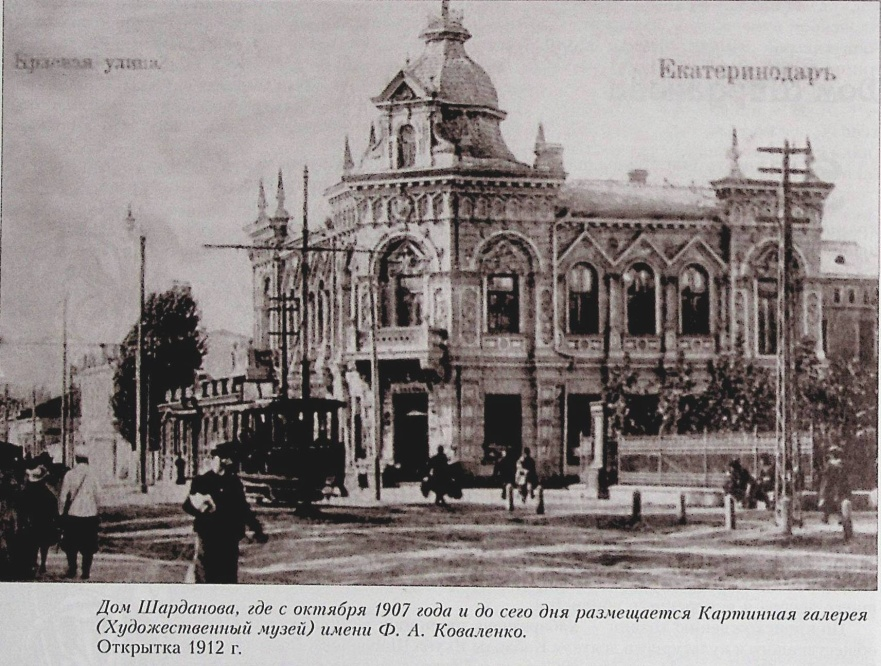 Красная улица.
Екатеринодаръ
Дом Шарданова, где с октября 1907 года и до сего дня размещается Картинная галерея
(Художественный музей) имени Ф. А. Коваленко.
Открытка 1912 г.